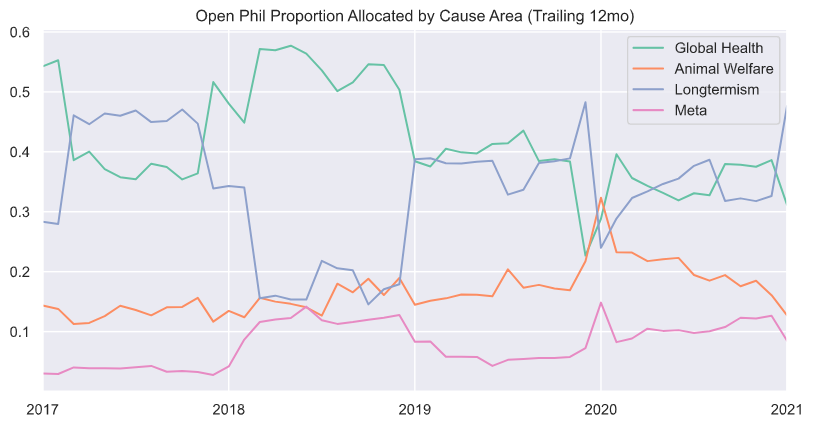 Open Phil Proportion Allocated by Cause Area (Trailing 12mo)
0.6
0.5
0.4
0.3
0.2
0.1
Global Health
Animal Welfare
Longtermism
Meta
2017 2018 2019 2020 2021